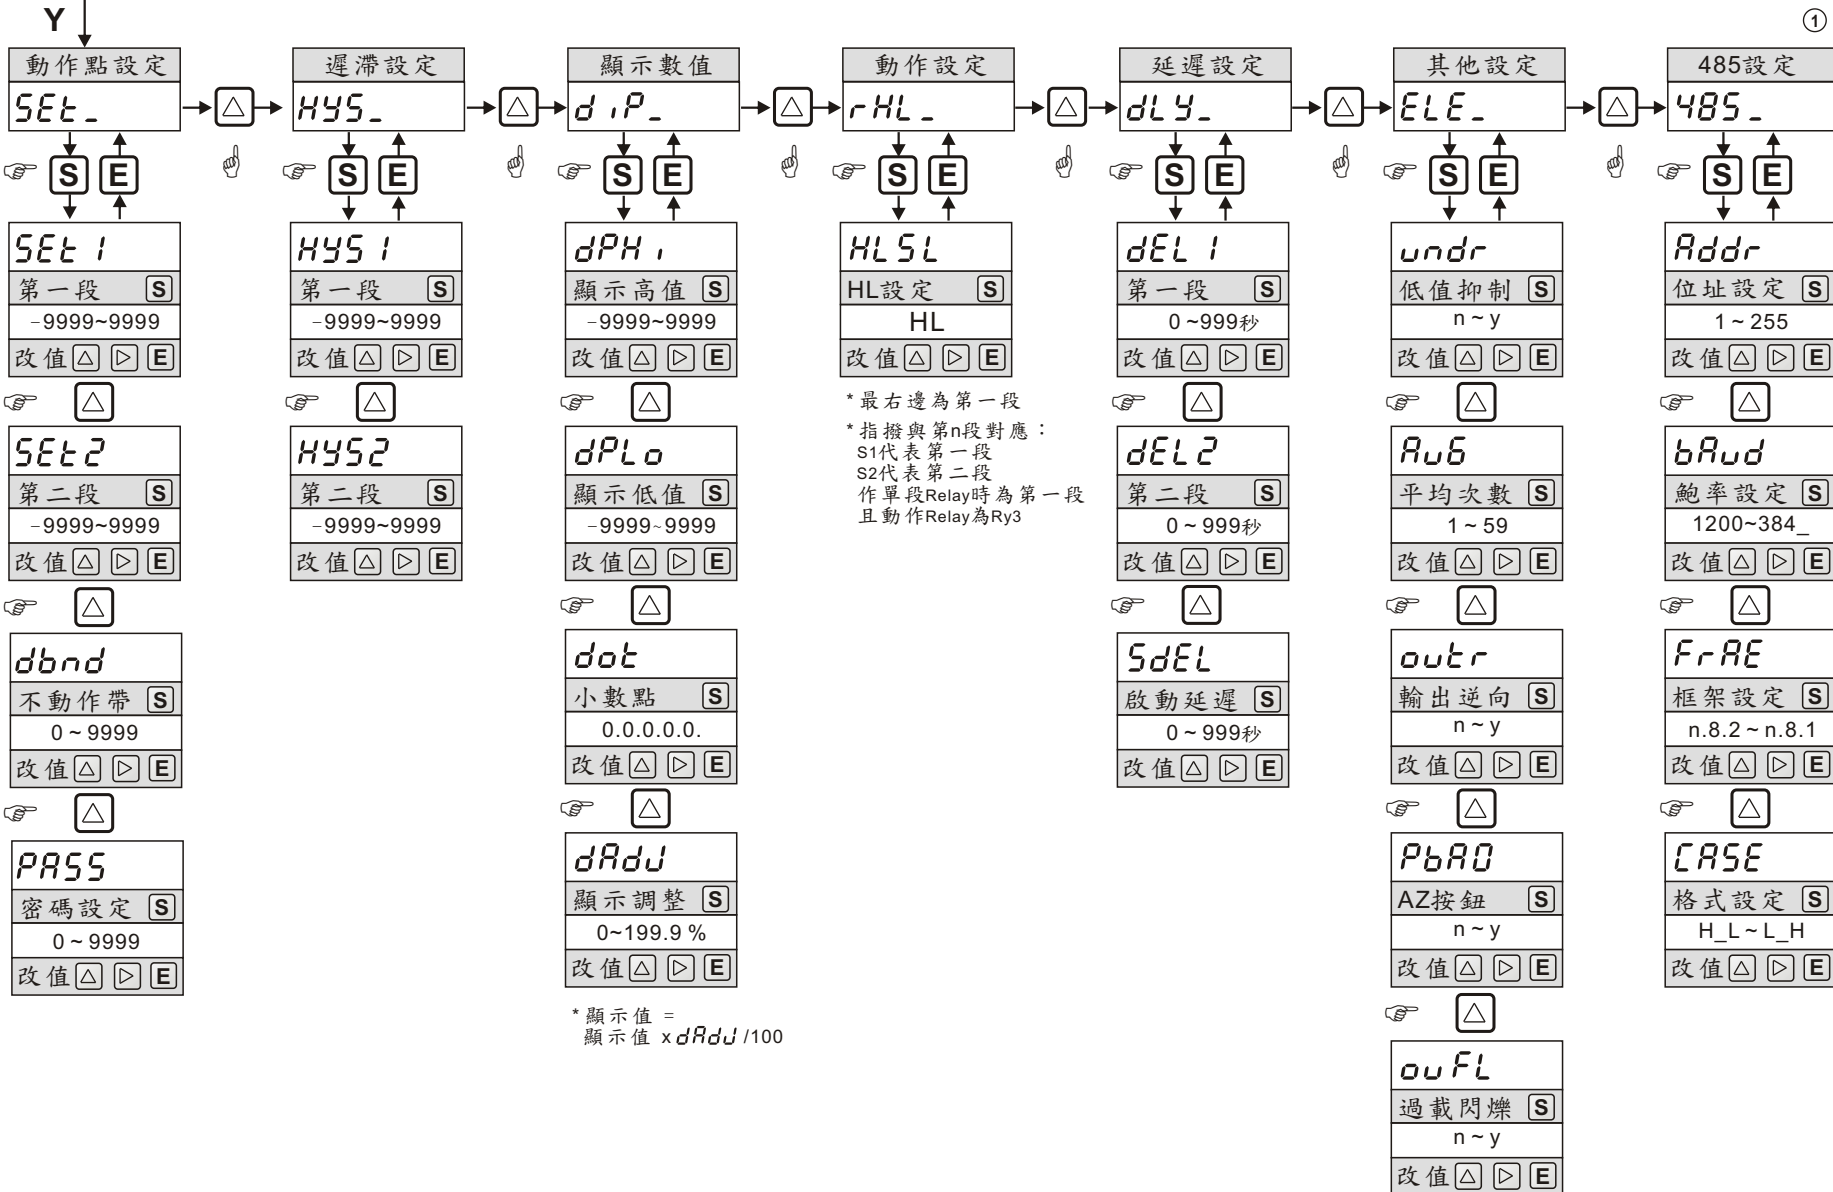 Y
①
動作點設定
SEt_
S E
SEt1
第一段 S
-9999~9999
改值 △ ▷ E
△
SEt2
第二段 S
-9999~9999
改值 △ ▷ E
△
dbnd
不動作帶 S
0~9999
改值 △ ▷ E
△
PASS
密碼設定 S
0~9999
改值 △ ▷ E
△
遲滯設定
HYS_
S E
HYS1
第一段 S
-9999~9999
改值 △ ▷ E
△
HYS2
第二段 S
-9999~9999
改值 △ ▷ E
△
顯示數值
diP_
S E
dPHi
顯示高值 S
-9999~9999
改值 △ ▷ E
△
dPLo
顯示低值 S
-9999~9999
改值 △ ▷ E
△
dot
小數點 S
0.0.0.0.0.
改值 △ ▷ E
△
dAdJ
顯示調整 S
0~199.9 %
改值 △ ▷ E
*顯示值 =
顯示值 x dAdJ /100
△
動作設定
rHL_
S E
HLSL
HL設定 S
HL
改值 △ ▷ E
*最右邊為第一段
*指撥與第n段對應：
S1代表第一段
S2代表第二段
作單段Relay時為第一段
且動作Relay為Ry3
△
延遲設定
dLY_
S E
dEL1
第一段 S
0~999秒
改值 △ ▷ E
△
dEL2
第二段 S
0~999秒
改值 △ ▷ E
△
SdEL
啟動延遲 S
0~999秒
改值 △ ▷ E
△
其他設定
ELE_
S E
undr
低值抑制 S
n~y
改值 △ ▷ E
△
AuG
平均次數 S
1~59
改值 △ ▷ E
△
outr
輸出逆向 S
n~y
改值 △ ▷ E
△
PbAO
AZ按鈕 S
n~y
改值 △ ▷ E
△
ouFL
過載閃爍 S
n~y
改值 △ ▷ E
△
485設定
485_
S E
Addr
位址設定 S
1~255
改值 △ ▷ E
△
bAud
鮑率設定 S
1200~384_
改值 △ ▷ E
△
FrAE
框架設定 S
n.8.2~n.8.1
改值 △ ▷ E
△
CASE
格式設定 S
H_L~L_H
改值 △ ▷ E